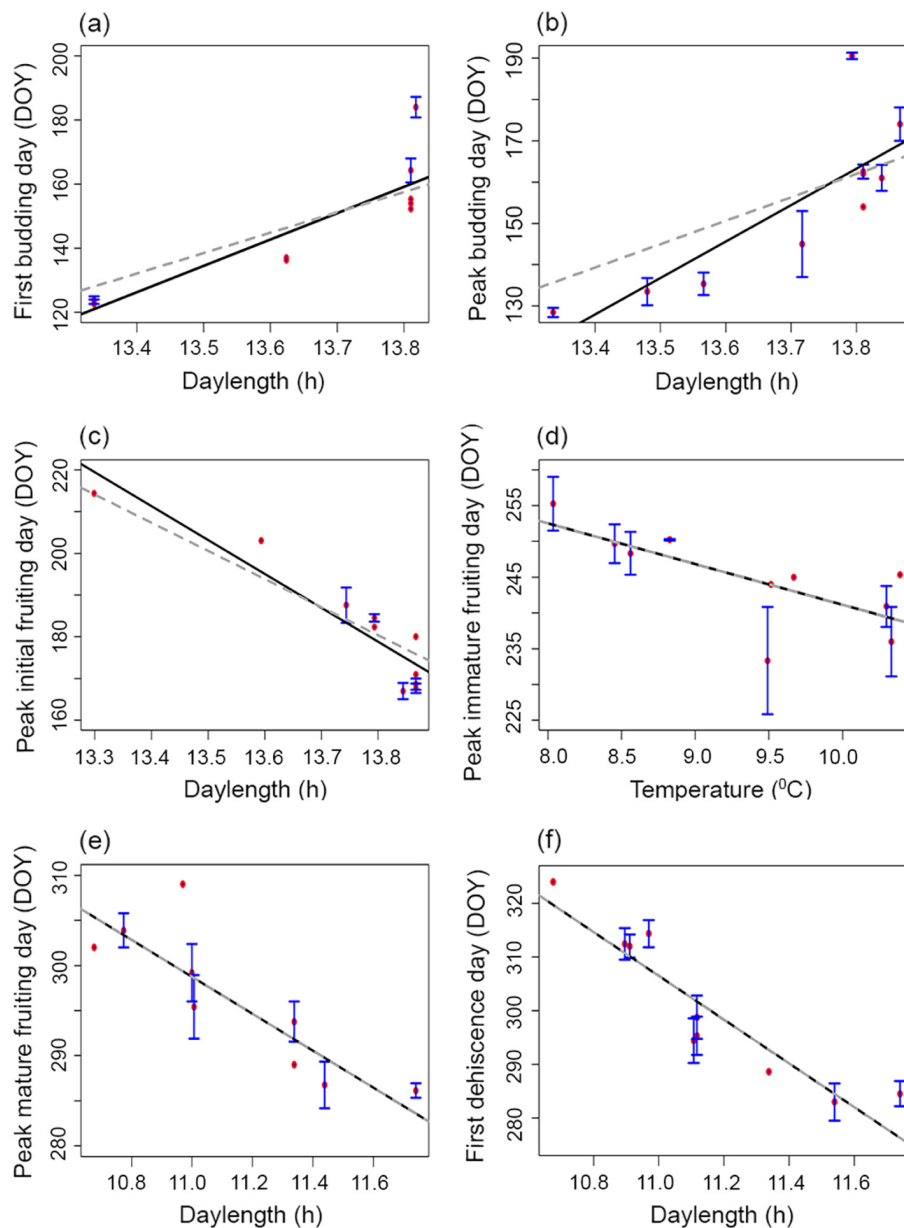 (a)
First budding day (DOY)
120 140 160 180 200
13.4 13.5 13.6 13.7 13.8
Daylength (h)
(b)
Peak budding day (DOY)
130 150 170 190
13.4 13.5 13.6 13.7 13.8
Daylength (h)
(c)
Peak initial fruiting day (DOY)
160 180 200 220
13.3 13.4 13.5 13.6 13.7 13.8
Daylength (h)
(d)
Peak immature fruiting day (DOY)
225 235 245 255
8.0 8.5 9.0 9.5 10.0
Temperature (⁰C)
(e)
Peak mature fruiting day (DOY)
280 290 300 310
10.8 11.0 11.2 11.4 11.6
Daylength (h)
(f)
First dehiscence day (DOY)
280 290 300 310 320
10.8 11.0 11.2 11.4 11.6
Daylength (h)